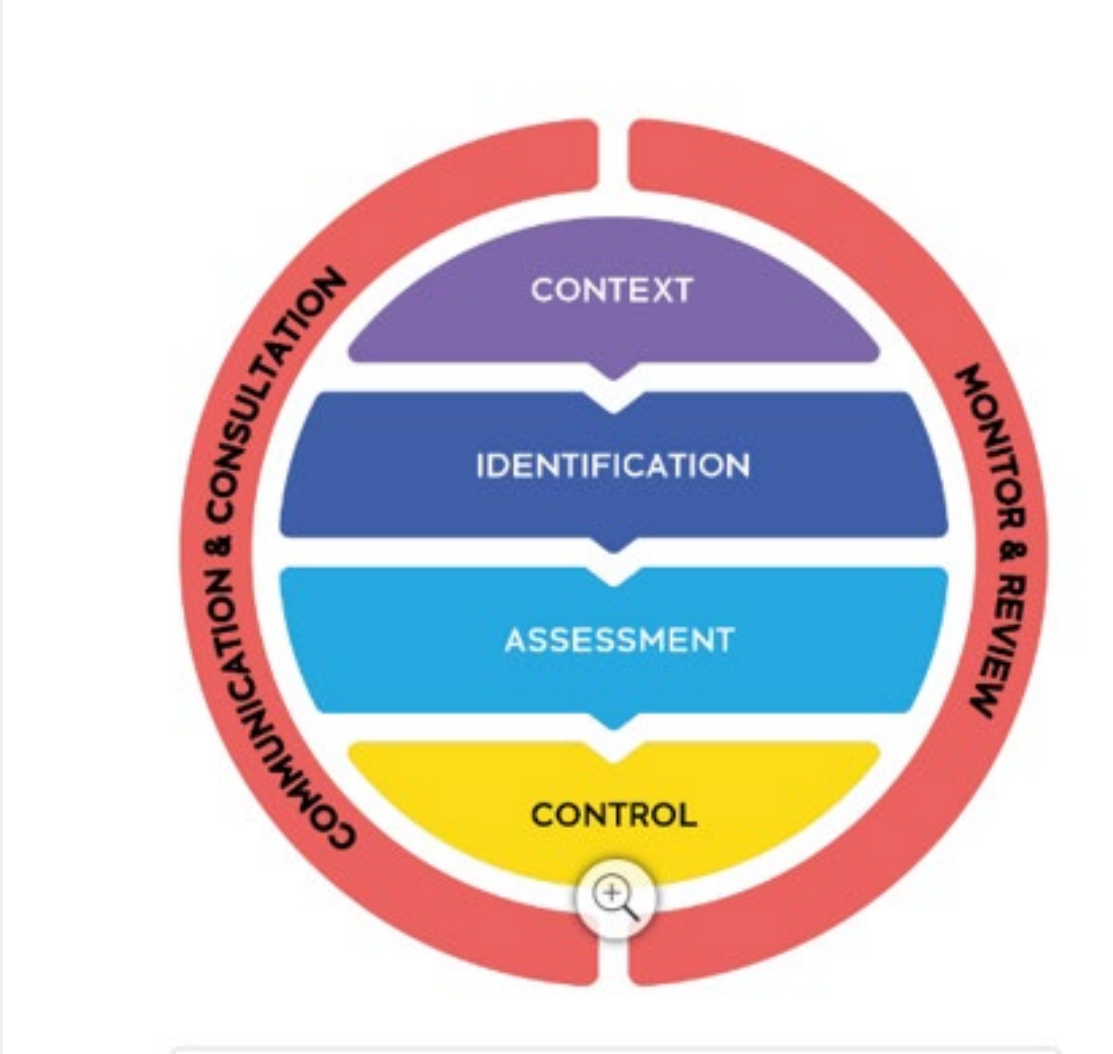 COMMUNICATION & CONSULTATION
CONTEXT
IDENTIFICATION
ASSESSMENT
CONTROL
MONITOR & REVIEW